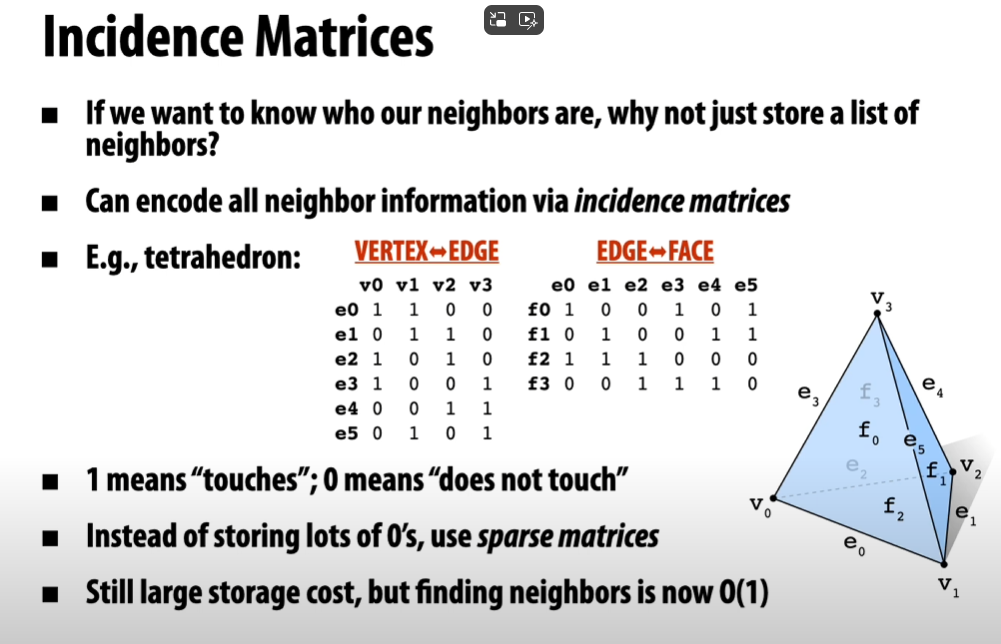 Incidence Matrices
■ If we want to know who our neighbors are, why not just store a list of
neighbors?
■ Can encode all neighbor information via incidence matrices
■ E.g., tetrahedron:
VERTEX↔EDGE
v0 v1 v2 v3
e0 1 1 0 0
e1 0 1 1 0
e2 1 0 1 0
e3 1 0 0 1
e4 0 0 1 1
e5 0 1 0 1
EDGE↔FACE
e0 e1 e2 e3 e4 e5
f0 1 0 0 1 0 1
f1 0 1 0 0 1 1
f2 1 1 1 0 0 0
f3 0 0 1 1 1 0
v3
e3
e4
f3
f0
e5
e2
f1
v2
v0
f2
e1
e0
v1
■ 1 means “touches”; 0 means “does not touch”
■ Instead of storing lots of 0’s, use sparse matrices
■ Still large storage cost, but finding neighbors is now O(1)